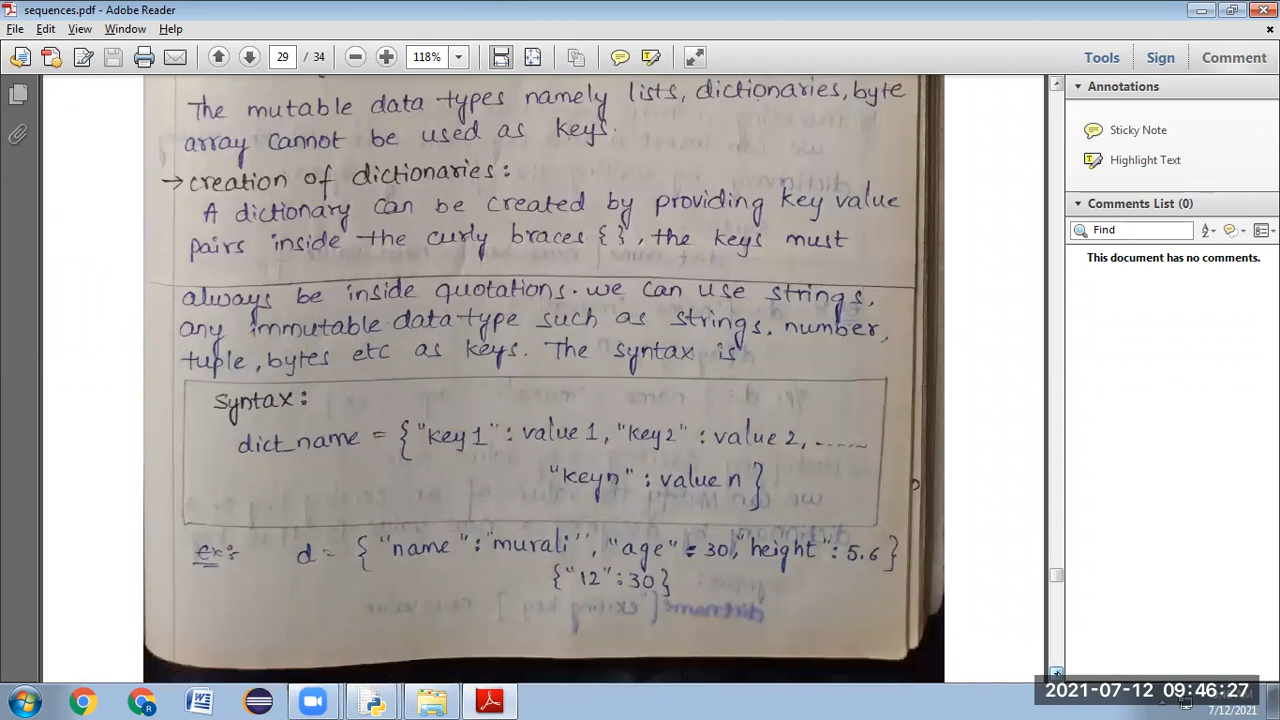 sequences.pdf - Adobe Reader
File Edit View Window Help
29 / 34 118% Tools Sign Comment
The mutable data types namely lists, dictionaries, byte
array cannot be used as keys.
→ creation of dictionaries:
A dictionary can be created by providing key value
pairs inside the curly braces { }, the keys must
always be inside quotations. we can use strings,
any immutable data type such as strings, number,
tuple, bytes etc as keys. The syntax is
Syntax:
dict_name = { "key1" : value 1, "key2" : value 2, ......
"keyn" : value n }
Ex: d = { "name" : "murali", "age" : 30, "height" : 5.6 }
{"12" : 30}
Annotations
Sticky Note
Highlight Text
Comments List (0)
Find
This document has no comments.
2021-07-12 09:46:27
7/12/2021